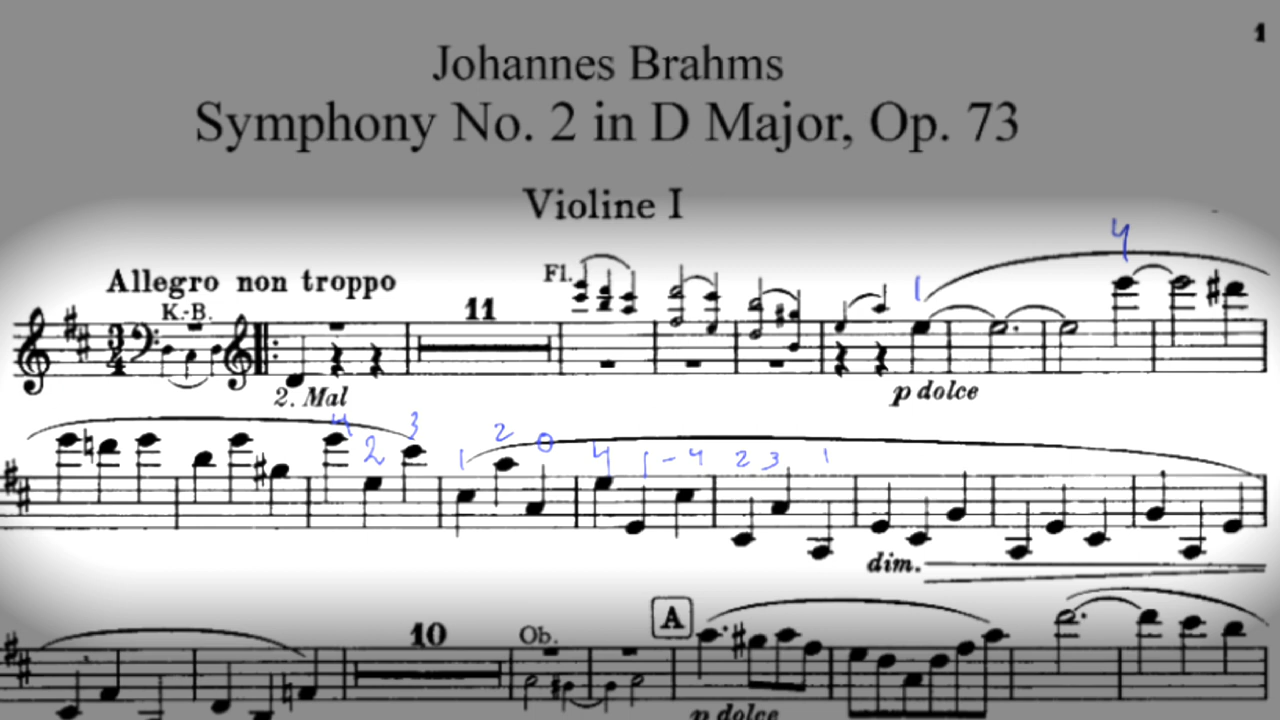 1
Johannes Brahms
Symphony No. 2 in D Major, Op. 73
Violine I
4
Allegro non troppo
K.-B.
Fl.
11
1
3
4
2. Mal
p dolce
4 2 3 1 2 0 4 1 - 4 2 3 1
dim.
10
Ob.
A
p dolce